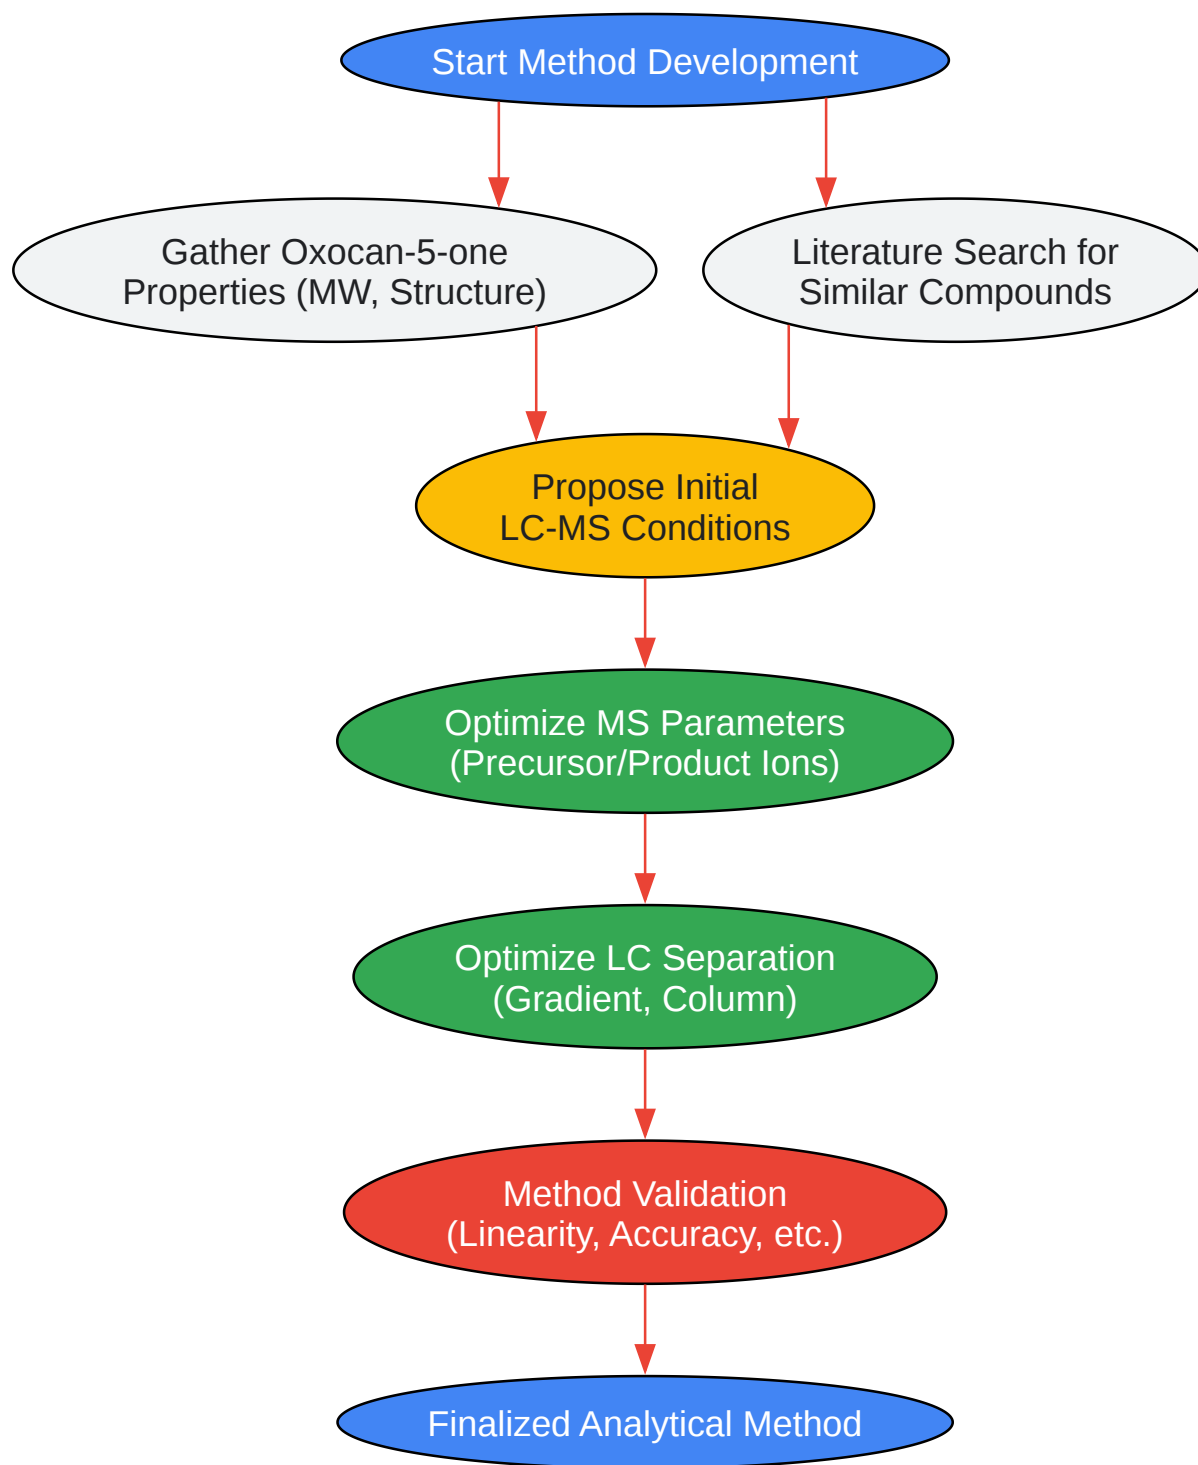 Start Method Development
Gather Oxocan-5-one
Properties (MW, Structure)
Literature Search for
Similar Compounds
Propose Initial
LC-MS Conditions
Optimize MS Parameters
(Precursor/Product Ions)
Optimize LC Separation
(Gradient, Column)
Method Validation
(Linearity, Accuracy, etc.)
Finalized Analytical Method